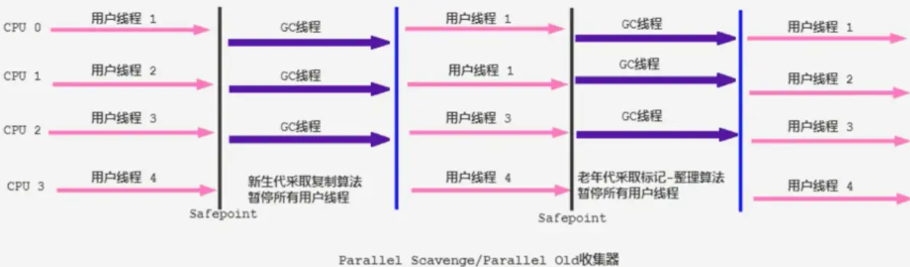 CPU 0
用户线程 1
GC线程
用户线程 1
GC线程
用户线程 1
CPU 1
用户线程 2
GC线程
用户线程 1
GC线程
用户线程 2
CPU 2
用户线程 3
GC线程
用户线程 3
GC线程
用户线程 3
CPU 3
用户线程 4
新生代采取复制算法
暂停所有用户线程
用户线程 4
老年代采取标记-整理算法
暂停所有用户线程
用户线程 4
Safepoint
Safepoint
Parallel Scavenge/Parallel Old收集器